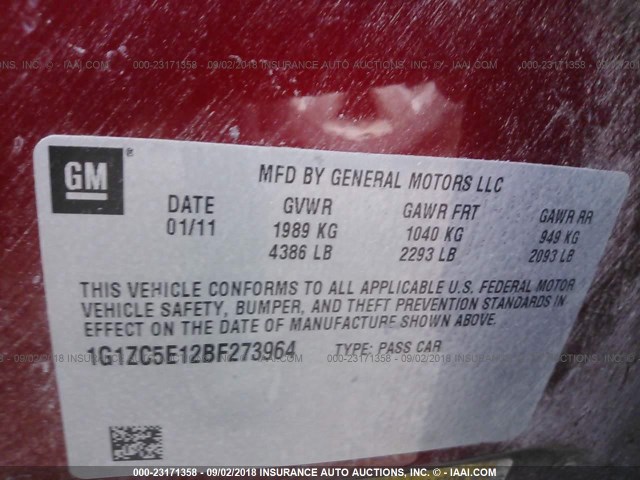 000-23171358 - 09/02/2018 INSURANCE AUTO AUCTIONS, INC. - © - IAAI.COM
GM®
MFD BY GENERAL MOTORS LLC
DATE GVWR GAWR FRT GAWR RR
01/11 1989 KG 1040 KG 949 KG
4386 LB 2293 LB 2093 LB
THIS VEHICLE CONFORMS TO ALL APPLICABLE U.S. FEDERAL MOTOR
VEHICLE SAFETY, BUMPER, AND THEFT PREVENTION STANDARDS IN
EFFECT ON THE DATE OF MANUFACTURE SHOWN ABOVE.
1G1ZC5E12BF273964 TYPE: PASS CAR
000-23171358 - 09/02/2018 INSURANCE AUTO AUCTIONS, INC. - © - IAAI.COM